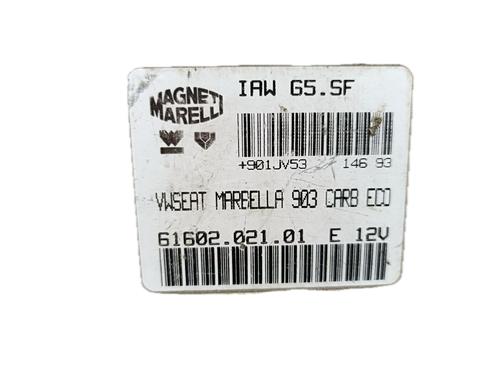 MAGNETI
MARELLI
IAW G5.SF
+901JV53 146 93
VWSEAT MARBELLA 903 CARB ECO
61602.021.01 E 12V